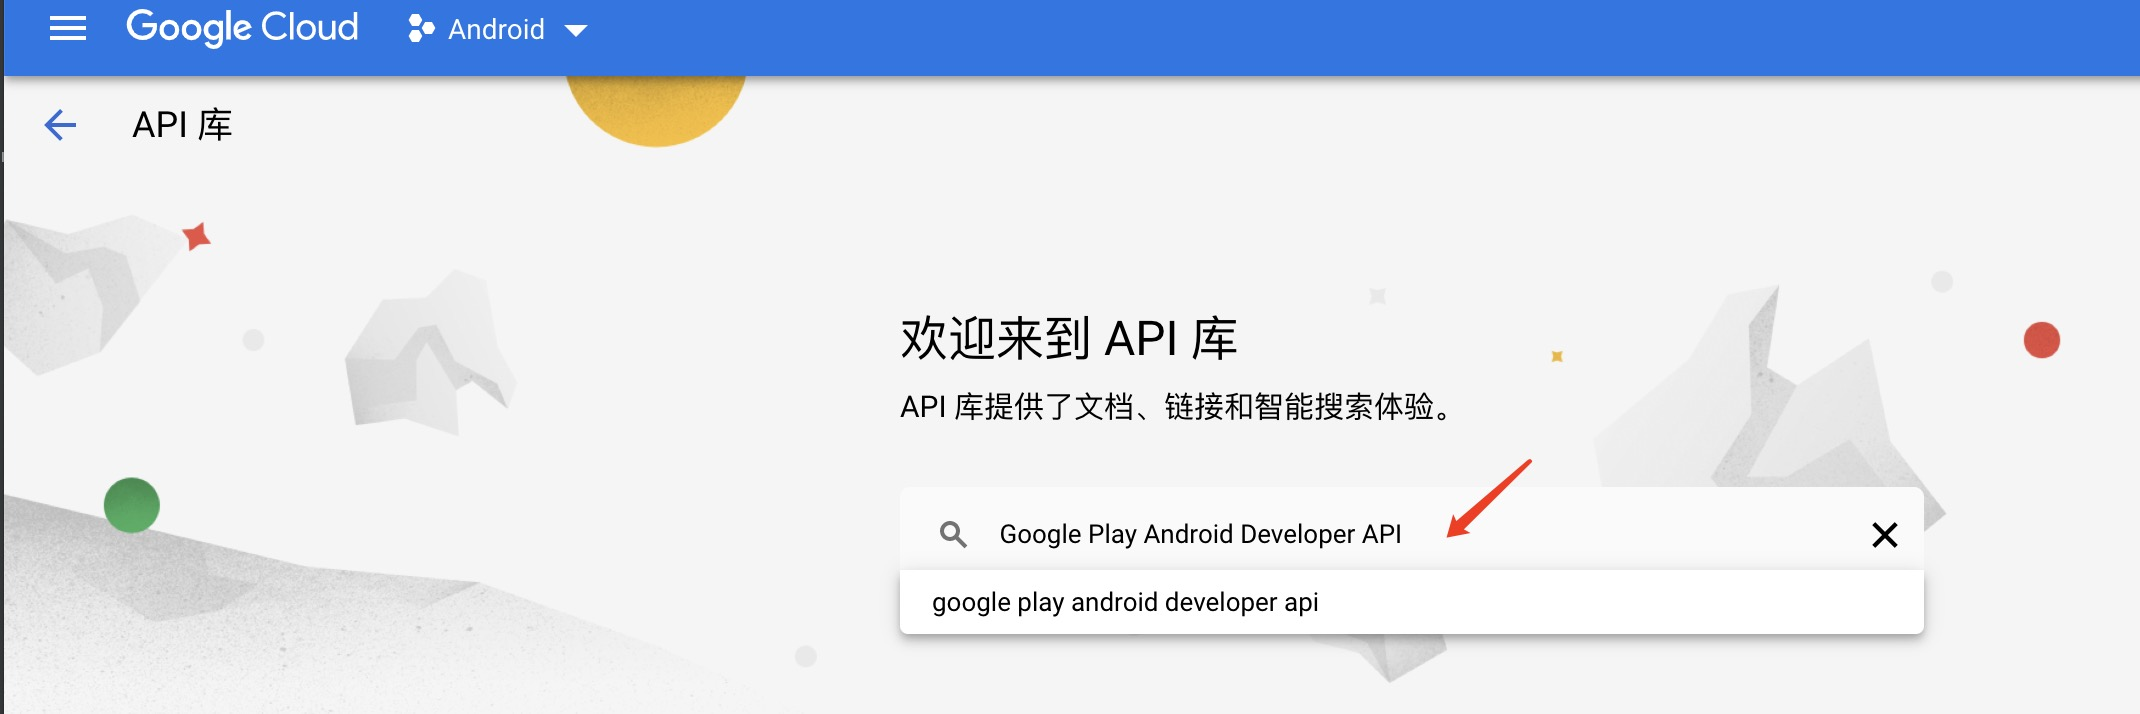 Google Cloud
Android
API 库
欢迎来到 API 库
API 库提供了文档、链接和智能搜索体验。
Google Play Android Developer API
google play android developer api